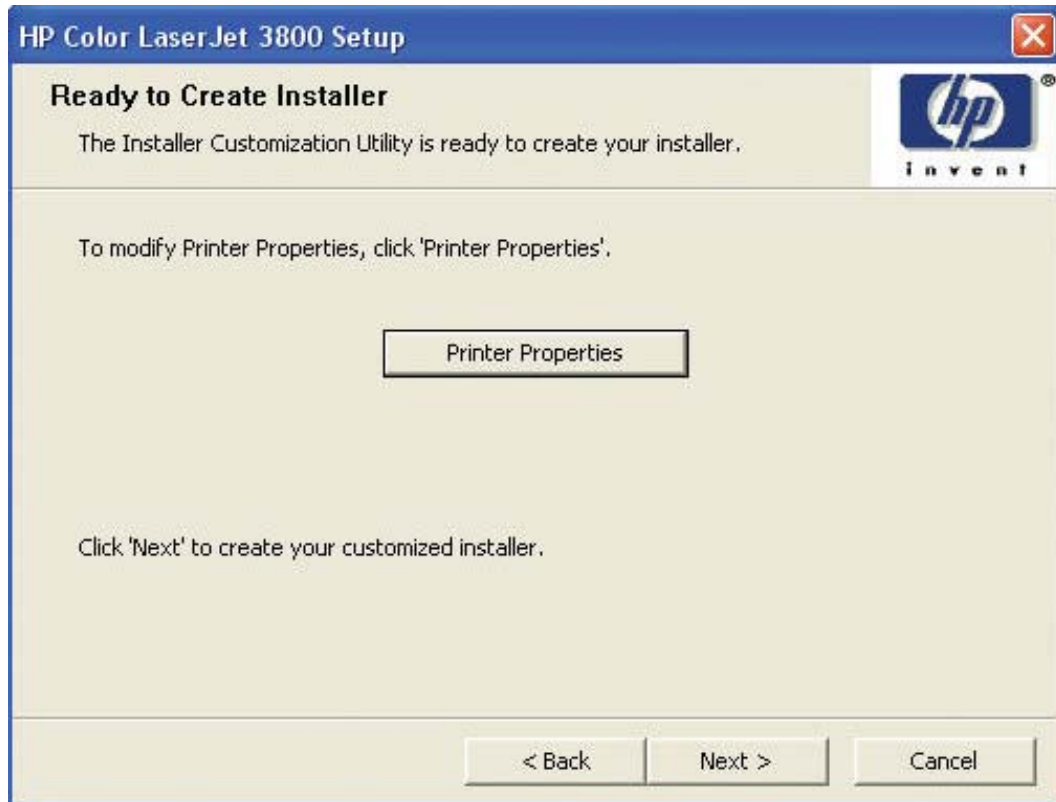 HP Color LaserJet 3800 Setup
Ready to Create Installer
The Installer Customization Utility is ready to create your installer.
hp
®
invent
To modify Printer Properties, click 'Printer Properties'.
Printer Properties
Click 'Next' to create your customized installer.
< Back
Next >
Cancel